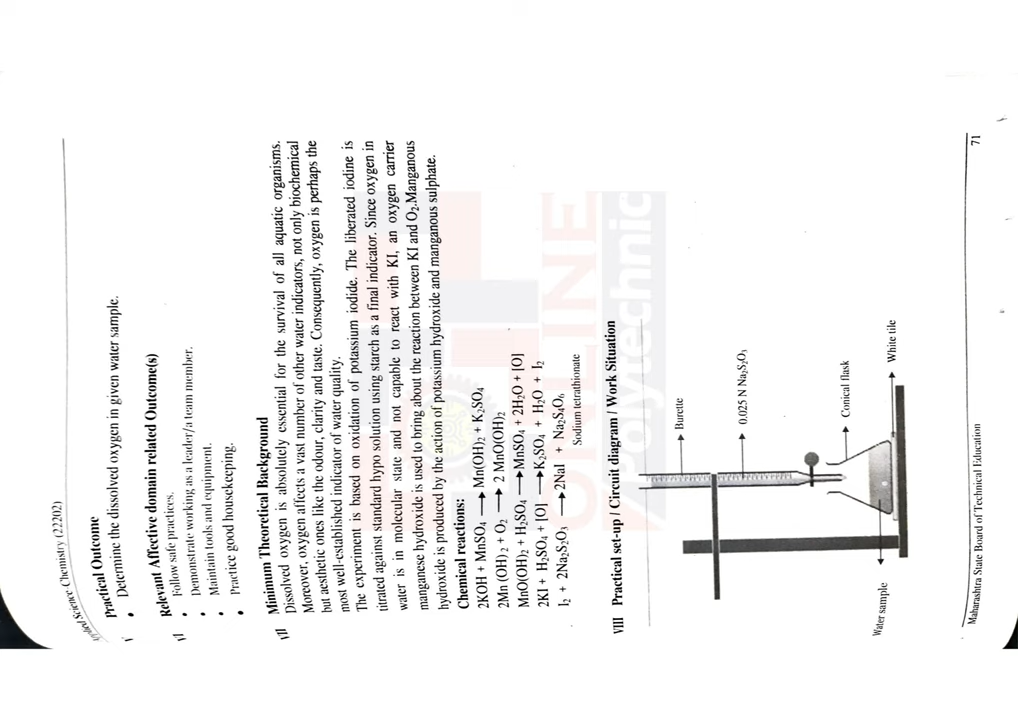 Applied Science-Chemistry (22202)
V Practical Outcome
• Determine the dissolved oxygen in given water sample.
Relevant Affective domain related Outcome(s)
VI • Follow safe practices.
• Demonstrate working as a leader/a team member.
• Maintain tools and equipment.
• Practice good housekeeping.
VII Minimum Theoretical Background
Dissolved oxygen is absolutely essential for the survival of all aquatic organisms.
Moreover, oxygen affects a vast number of other water indicators, not only biochemical
but aesthetic ones like the odour, clarity and taste. Consequently, oxygen is perhaps the
most well-established indicator of water quality.
The experiment is based on oxidation of potassium iodide. The liberated iodine is
titrated against standard hypo solution using starch as a final indicator. Since oxygen in
water is in molecular state and not capable to react with KI, an oxygen carrier
manganese hydroxide is used to bring about the reaction between KI and O₂.Manganous
hydroxide is produced by the action of potassium hydroxide and manganous sulphate.
Chemical reactions:
2KOH + MnSO₄ → Mn(OH)₂ + K₂SO₄
2Mn (OH) ₂ + O₂ → 2 MnO(OH)₂
MnO(OH)₂ + H₂SO₄ → MnSO₄ + 2H₂O + [O]
2KI + H₂SO₄ + [O] → K₂SO₄ + H₂O + I₂
I₂ + 2Na₂S₂O₃ → 2NaI + Na₂S₄O₆
Sodium tetrathionate
VIII Practical set-up / Circuit diagram / Work Situation
Burette
0.025 N Na₂S₂O₃
Conical flask
Water sample
White tile
Maharashtra State Board of Technical Education 71
ONLINE
Polytechnic